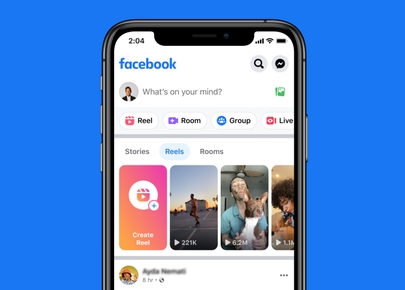 2:04
facebook
What's on your mind?
Reel
Room
Group
Live
Stories
Reels
Rooms
Create
Reel
221K
6.2M
1.1M
Ayda Nemati
8 hr